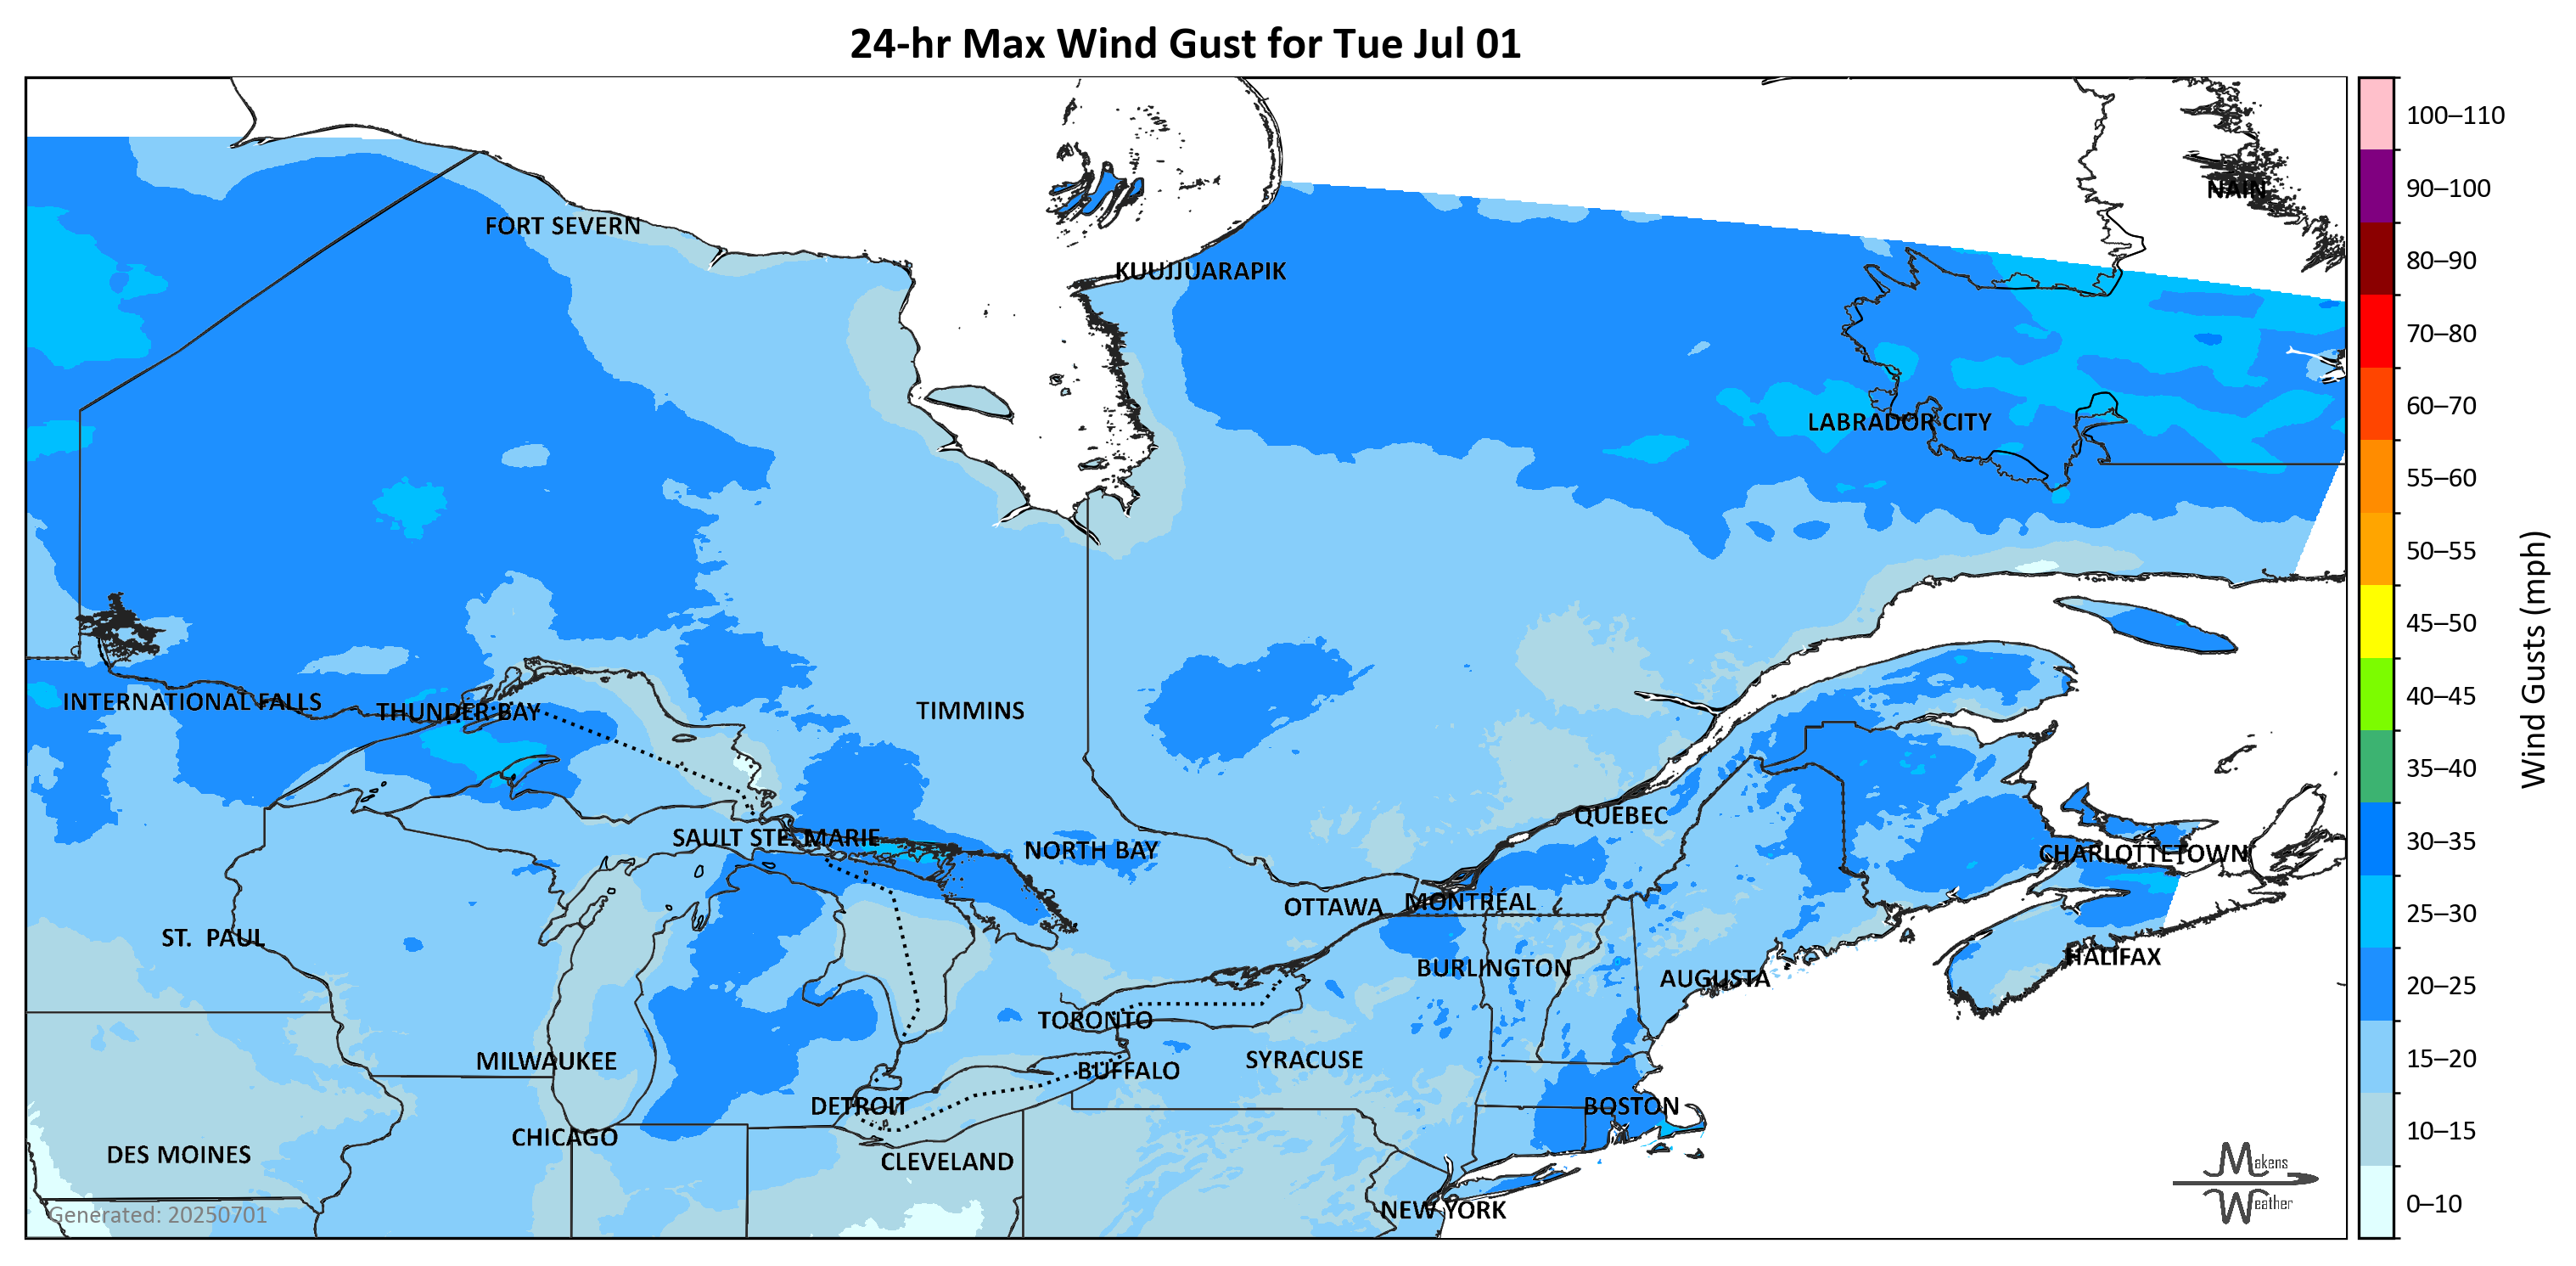 24-hr Max Wind Gust for Tue Jul 01
100–110
90–100
80–90
70–80
60–70
55–60
50–55
45–50
40–45
35–40
30–35
25–30
20–25
15–20
10–15
0–10
Wind Gusts (mph)
NAIN
FORT SEVERN
KUUJJUARAPIK
LABRADOR CITY
INTERNATIONAL FALLS
THUNDER BAY
TIMMINS
QUEBEC
SAULT STE. MARIE
NORTH BAY
CHARLOTTETOWN
OTTAWA
MONTRÉAL
ST. PAUL
HALIFAX
BURLINGTON
AUGUSTA
TORONTO
MILWAUKEE
SYRACUSE
BUFFALO
DETROIT
BOSTON
CHICAGO
DES MOINES
CLEVELAND
NEW YORK
Generated: 20250701
Makens
Weather